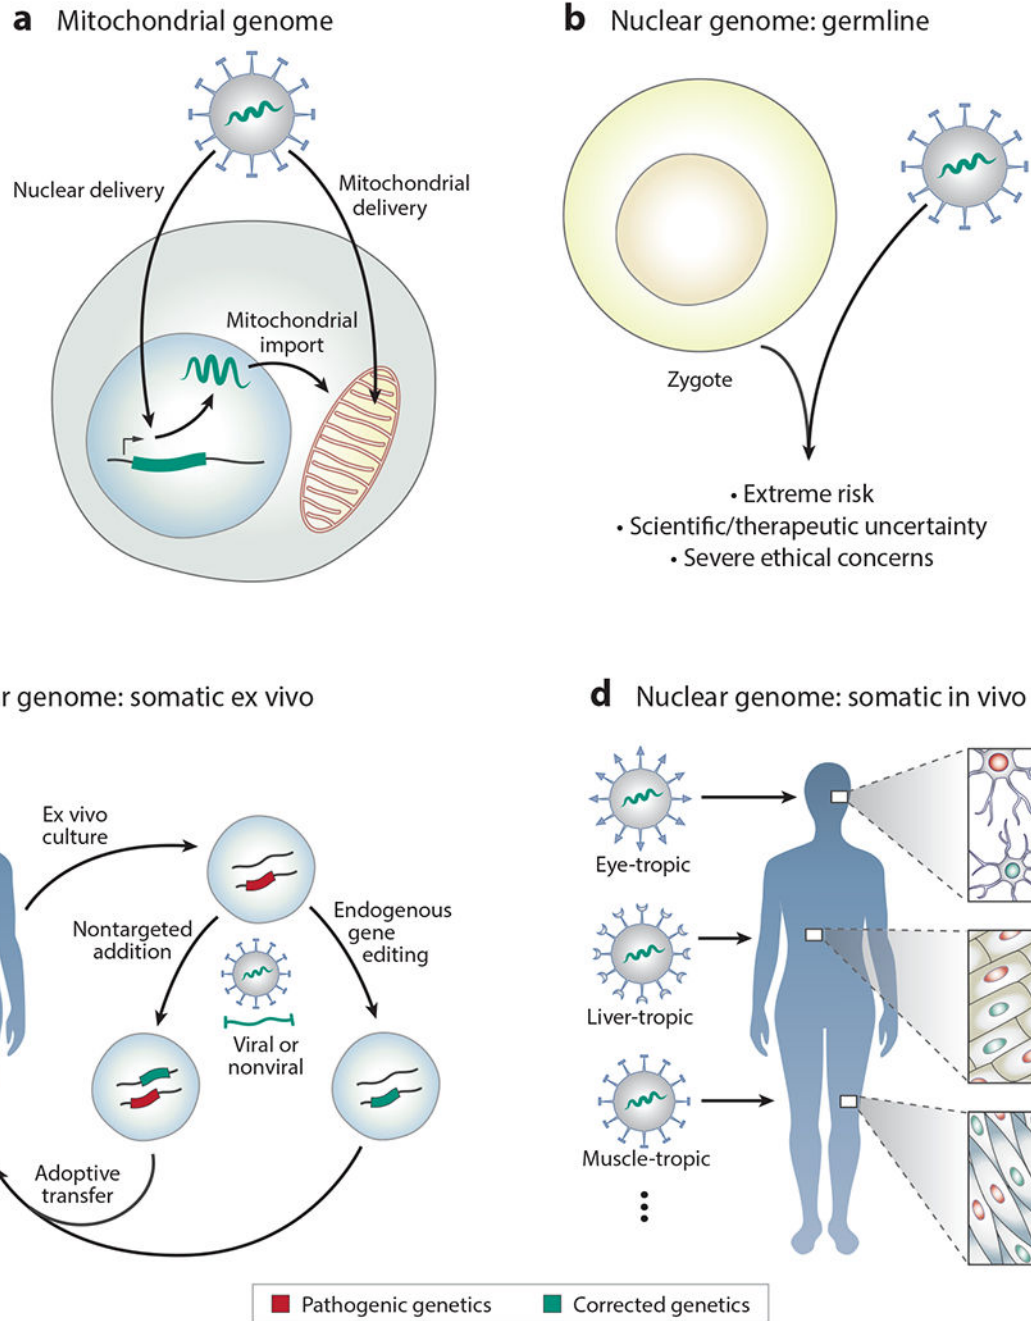 a Mitochondrial genome
Nuclear delivery
Mitochondrial
delivery
Mitochondrial
import
b Nuclear genome: germline
Zygote
• Extreme risk
• Scientific/therapeutic uncertainty
• Severe ethical concerns
r genome: somatic ex vivo
Ex vivo
culture
Nontargeted
addition
Endogenous
gene
editing
Viral or
nonviral
Adoptive
transfer
d Nuclear genome: somatic in vivo
Eye-tropic
Liver-tropic
Muscle-tropic
Pathogenic genetics
Corrected genetics